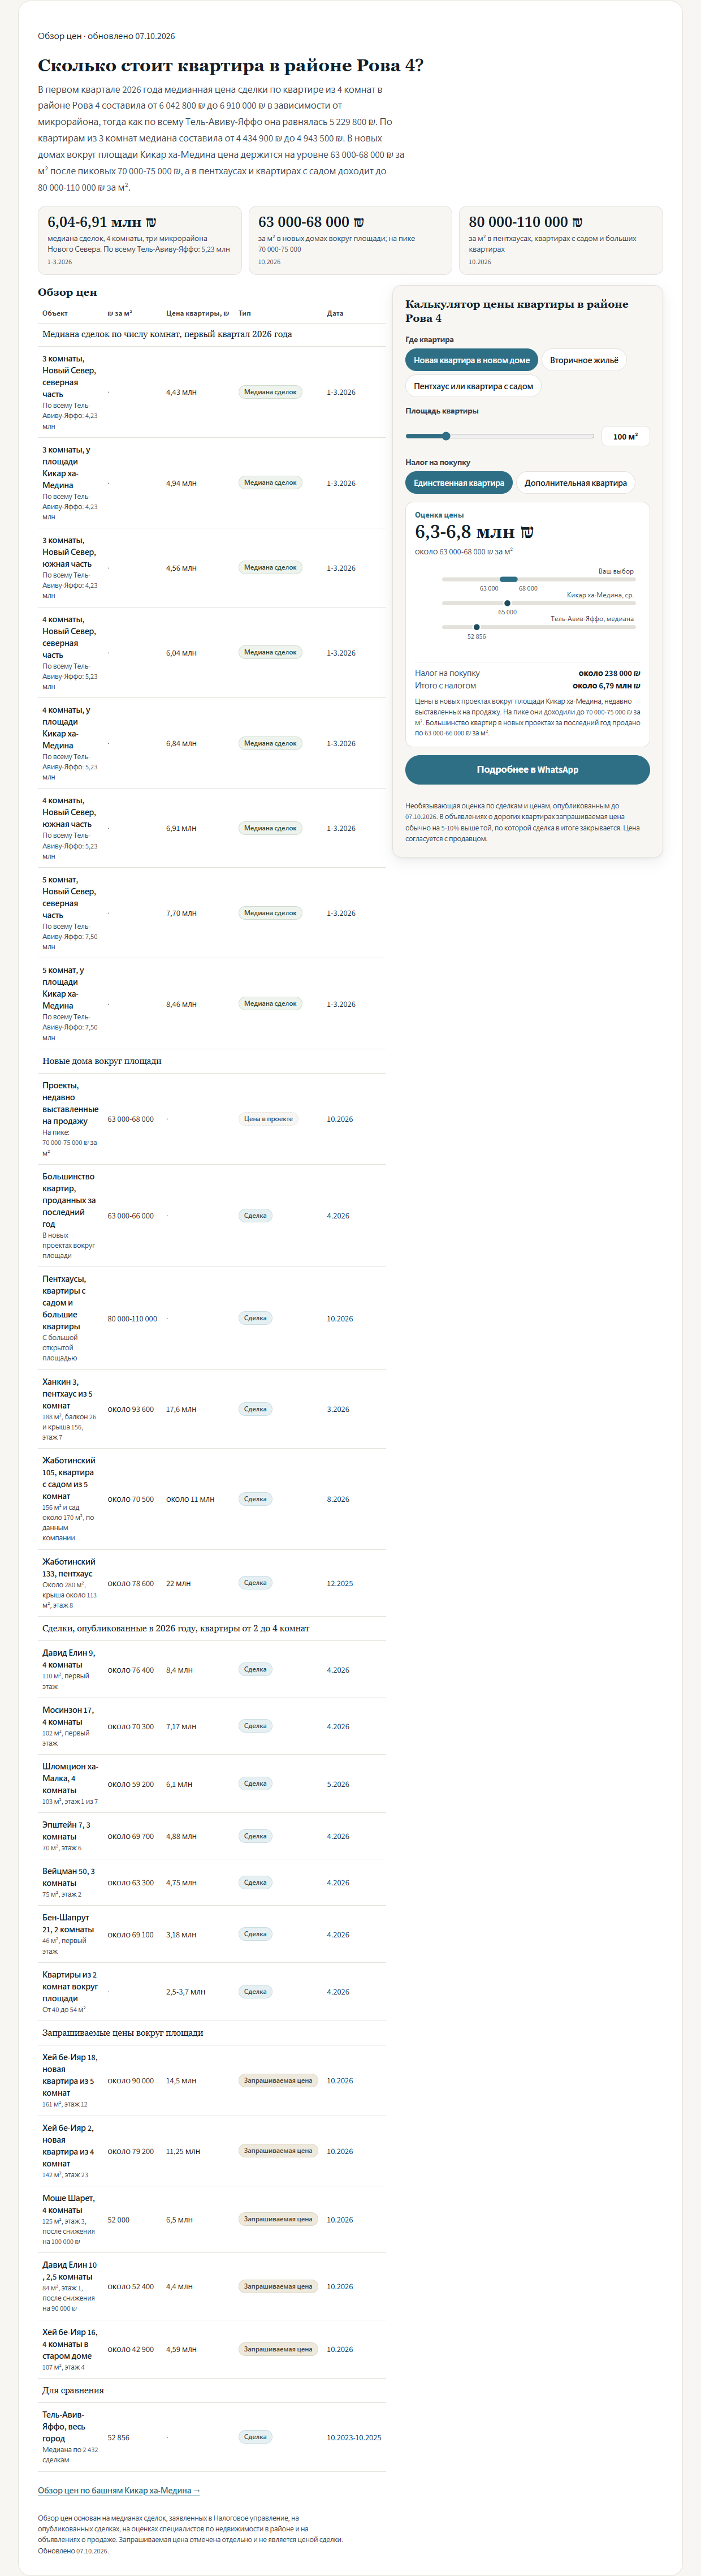 Обзор цен · обновлено 07.10.2026
Сколько стоит квартира в районе Рова 4?
В первом квартале 2026 года медианная цена сделки по квартире из 4 комнат в
районе Рова 4 составила от 6 042 800 ₪ до 6 910 000 ₪ в зависимости от
микрорайона, тогда как по всему Тель-Авиву-Яффо она равнялась 5 229 800 ₪. По
квартирам из 3 комнат медиана составила от 4 434 900 ₪ до 4 943 500 ₪. В новых
домах вокруг площади Кикар ха-Медина цена держится на уровне 63 000-68 000 ₪ за
м² после пиковых 70 000-75 000 ₪, а в пентхаусах и квартирах с садом доходит до
80 000-110 000 ₪ за м².
6,04-6,91 млн ₪
медиана сделок, 4 комнаты, три микрорайона
Нового Севера. По всему Тель-Авиву-Яффо: 5,23 млн
1-3.2026
63 000-68 000 ₪
за м² в новых домах вокруг площади; на пике
70 000-75 000
10.2026
80 000-110 000 ₪
за м² в пентхаусах, квартирах с садом и больших
квартирах
10.2026
Обзор цен
Объект ₪ за м² Цена квартиры, ₪ Тип Дата
Медиана сделок по числу комнат, первый квартал 2026 года
3 комнаты,
Новый Север,
северная
часть
По всему Тель-
Авиву-Яффо: 4,23
млн
· 4,43 млн Медиана сделок 1-3.2026
3 комнаты, у
площади
Кикар ха-
Медина
По всему Тель-
Авиву-Яффо: 4,23
млн
· 4,94 млн Медиана сделок 1-3.2026
3 комнаты,
Новый Север,
южная часть
По всему Тель-
Авиву-Яффо: 4,23
млн
· 4,56 млн Медиана сделок 1-3.2026
4 комнаты,
Новый Север,
северная
часть
По всему Тель-
Авиву-Яффо: 5,23
млн
· 6,04 млн Медиана сделок 1-3.2026
4 комнаты, у
площади
Кикар ха-
Медина
По всему Тель-
Авиву-Яффо: 5,23
млн
· 6,84 млн Медиана сделок 1-3.2026
4 комнаты,
Новый Север,
южная часть
По всему Тель-
Авиву-Яффо: 5,23
млн
· 6,91 млн Медиана сделок 1-3.2026
5 комнат,
Новый Север,
северная
часть
По всему Тель-
Авиву-Яффо: 7,50
млн
· 7,70 млн Медиана сделок 1-3.2026
5 комнат, у
площади
Кикар ха-
Медина
По всему Тель-
Авиву-Яффо: 7,50
млн
· 8,46 млн Медиана сделок 1-3.2026
Новые дома вокруг площади
Проекты,
недавно
выставленные
на продажу
На пике:
70 000-75 000 ₪ за
м²
63 000-68 000 · Цена в проекте 10.2026
Большинство
квартир,
проданных за
последний
год
В новых
проектах вокруг
площади
63 000-66 000 · Сделка 4.2026
Пентхаусы,
квартиры с
садом и
большие
квартиры
С большой
открытой
площадью
80 000-110 000 · Сделка 10.2026
Ханкин 3,
пентхаус из 5
комнат
188 м², балкон 26
и крыша 156,
этаж 7
около 93 600 17,6 млн Сделка 3.2026
Жаботинский
105, квартира
с садом из 5
комнат
156 м² и сад
около 170 м², по
данным
компании
около 70 500 около 11 млн Сделка 8.2026
Жаботинский
133, пентхаус
Около 280 м²,
крыша около 113
м², этаж 8
около 78 600 22 млн Сделка 12.2025
Сделки, опубликованные в 2026 году, квартиры от 2 до 4 комнат
Давид Елин 9,
4 комнаты
110 м², первый
этаж
около 76 400 8,4 млн Сделка 4.2026
Мосинзон 17,
4 комнаты
102 м², первый
этаж
около 70 300 7,17 млн Сделка 4.2026
Шломцион ха-
Малка, 4
комнаты
103 м², этаж 1 из 7
около 59 200 6,1 млн Сделка 5.2026
Эпштейн 7, 3
комнаты
70 м², этаж 6
около 69 700 4,88 млн Сделка 4.2026
Вейцман 50, 3
комнаты
75 м², этаж 2
около 63 300 4,75 млн Сделка 4.2026
Бен-Шапрут
21, 2 комнаты
46 м², первый
этаж
около 69 100 3,18 млн Сделка 4.2026
Квартиры из 2
комнат вокруг
площади
От 40 до 54 м²
· 2,5-3,7 млн Сделка 4.2026
Запрашиваемые цены вокруг площади
Хей бе-Ияр 18,
новая
квартира из 5
комнат
161 м², этаж 12
около 90 000 14,5 млн Запрашиваемая цена 10.2026
Хей бе-Ияр 2,
новая
квартира из 4
комнат
142 м², этаж 23
около 79 200 11,25 млн Запрашиваемая цена 10.2026
Моше Шарет,
4 комнаты
125 м², этаж 3,
после снижения
на 100 000 ₪
52 000 6,5 млн Запрашиваемая цена 10.2026
Давид Елин 10
, 2,5 комнаты
84 м², этаж 1,
после снижения
на 90 000 ₪
около 52 400 4,4 млн Запрашиваемая цена 10.2026
Хей бе-Ияр 16,
4 комнаты в
старом доме
107 м², этаж 4
около 42 900 4,59 млн Запрашиваемая цена 10.2026
Для сравнения
Тель-Авив-
Яффо, весь
город
Медиана по 2 432
сделкам
52 856 · Сделка 10.2023-10.2025
Обзор цен по башням Кикар ха-Медина →
Обзор цен основан на медианах сделок, заявленных в Налоговое управление, на
опубликованных сделках, на оценках специалистов по недвижимости в районе и на
объявлениях о продаже. Запрашиваемая цена отмечена отдельно и не является ценой сделки.
Обновлено 07.10.2026.
Калькулятор цены квартиры в районе
Рова 4
Где квартира
Новая квартира в новом доме Вторичное жильё
Пентхаус или квартира с садом
Площадь квартиры
100 м²
Налог на покупку
Единственная квартира Дополнительная квартира
Оценка цены
6,3-6,8 млн ₪
около 63 000-68 000 ₪ за м²
Ваш выбор
63 000 68 000
Кикар ха-Медина, ср.
65 000
Тель-Авив-Яффо, медиана
52 856
Налог на покупку около 238 000 ₪
Итого с налогом около 6,79 млн ₪
Цены в новых проектах вокруг площади Кикар ха-Медина, недавно
выставленных на продажу. На пике они доходили до 70 000-75 000 ₪ за
м². Большинство квартир в новых проектах за последний год продано
по 63 000-66 000 ₪ за м².
Подробнее в WhatsApp
Необязывающая оценка по сделкам и ценам, опубликованным до
07.10.2026. В объявлениях о дорогих квартирах запрашиваемая цена
обычно на 5-10% выше той, по которой сделка в итоге закрывается. Цена
согласуется с продавцом.